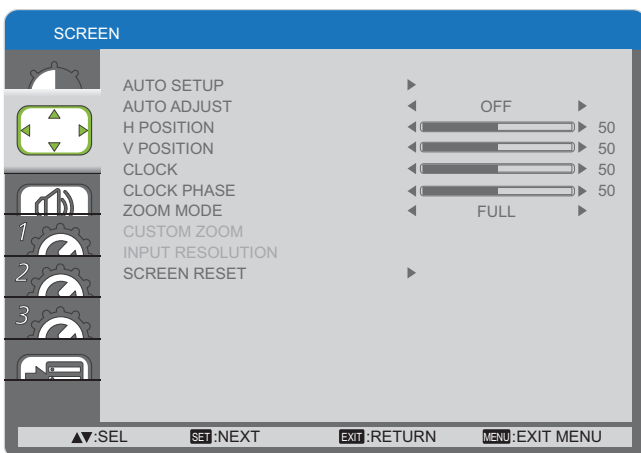 SCREEN
AUTO SETUP
AUTO ADJUST OFF
H POSITION 50
V POSITION 50
CLOCK 50
CLOCK PHASE 50
ZOOM MODE FULL
CUSTOM ZOOM
INPUT RESOLUTION
SCREEN RESET
1
2
3
▲▼:SEL SET:NEXT EXIT:RETURN MENU:EXIT MENU